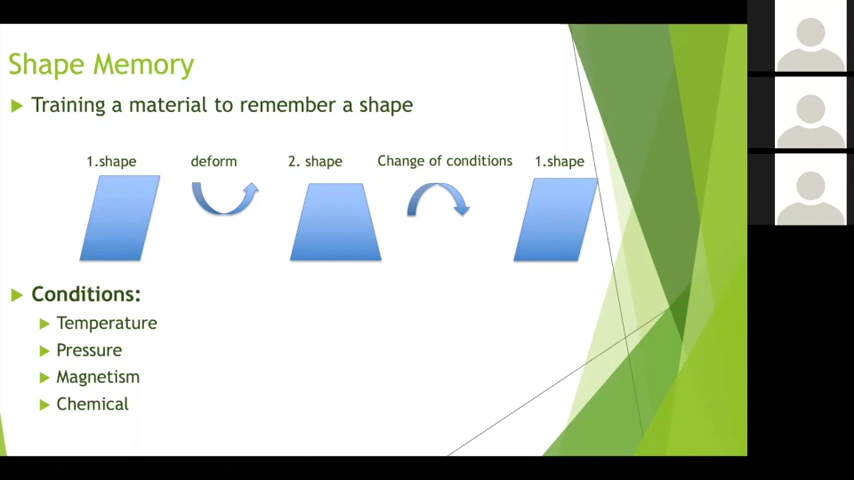 Shape Memory
Training a material to remember a shape
1.shape deform 2. shape Change of conditions 1.shape
Conditions:
Temperature
Pressure
Magnetism
Chemical